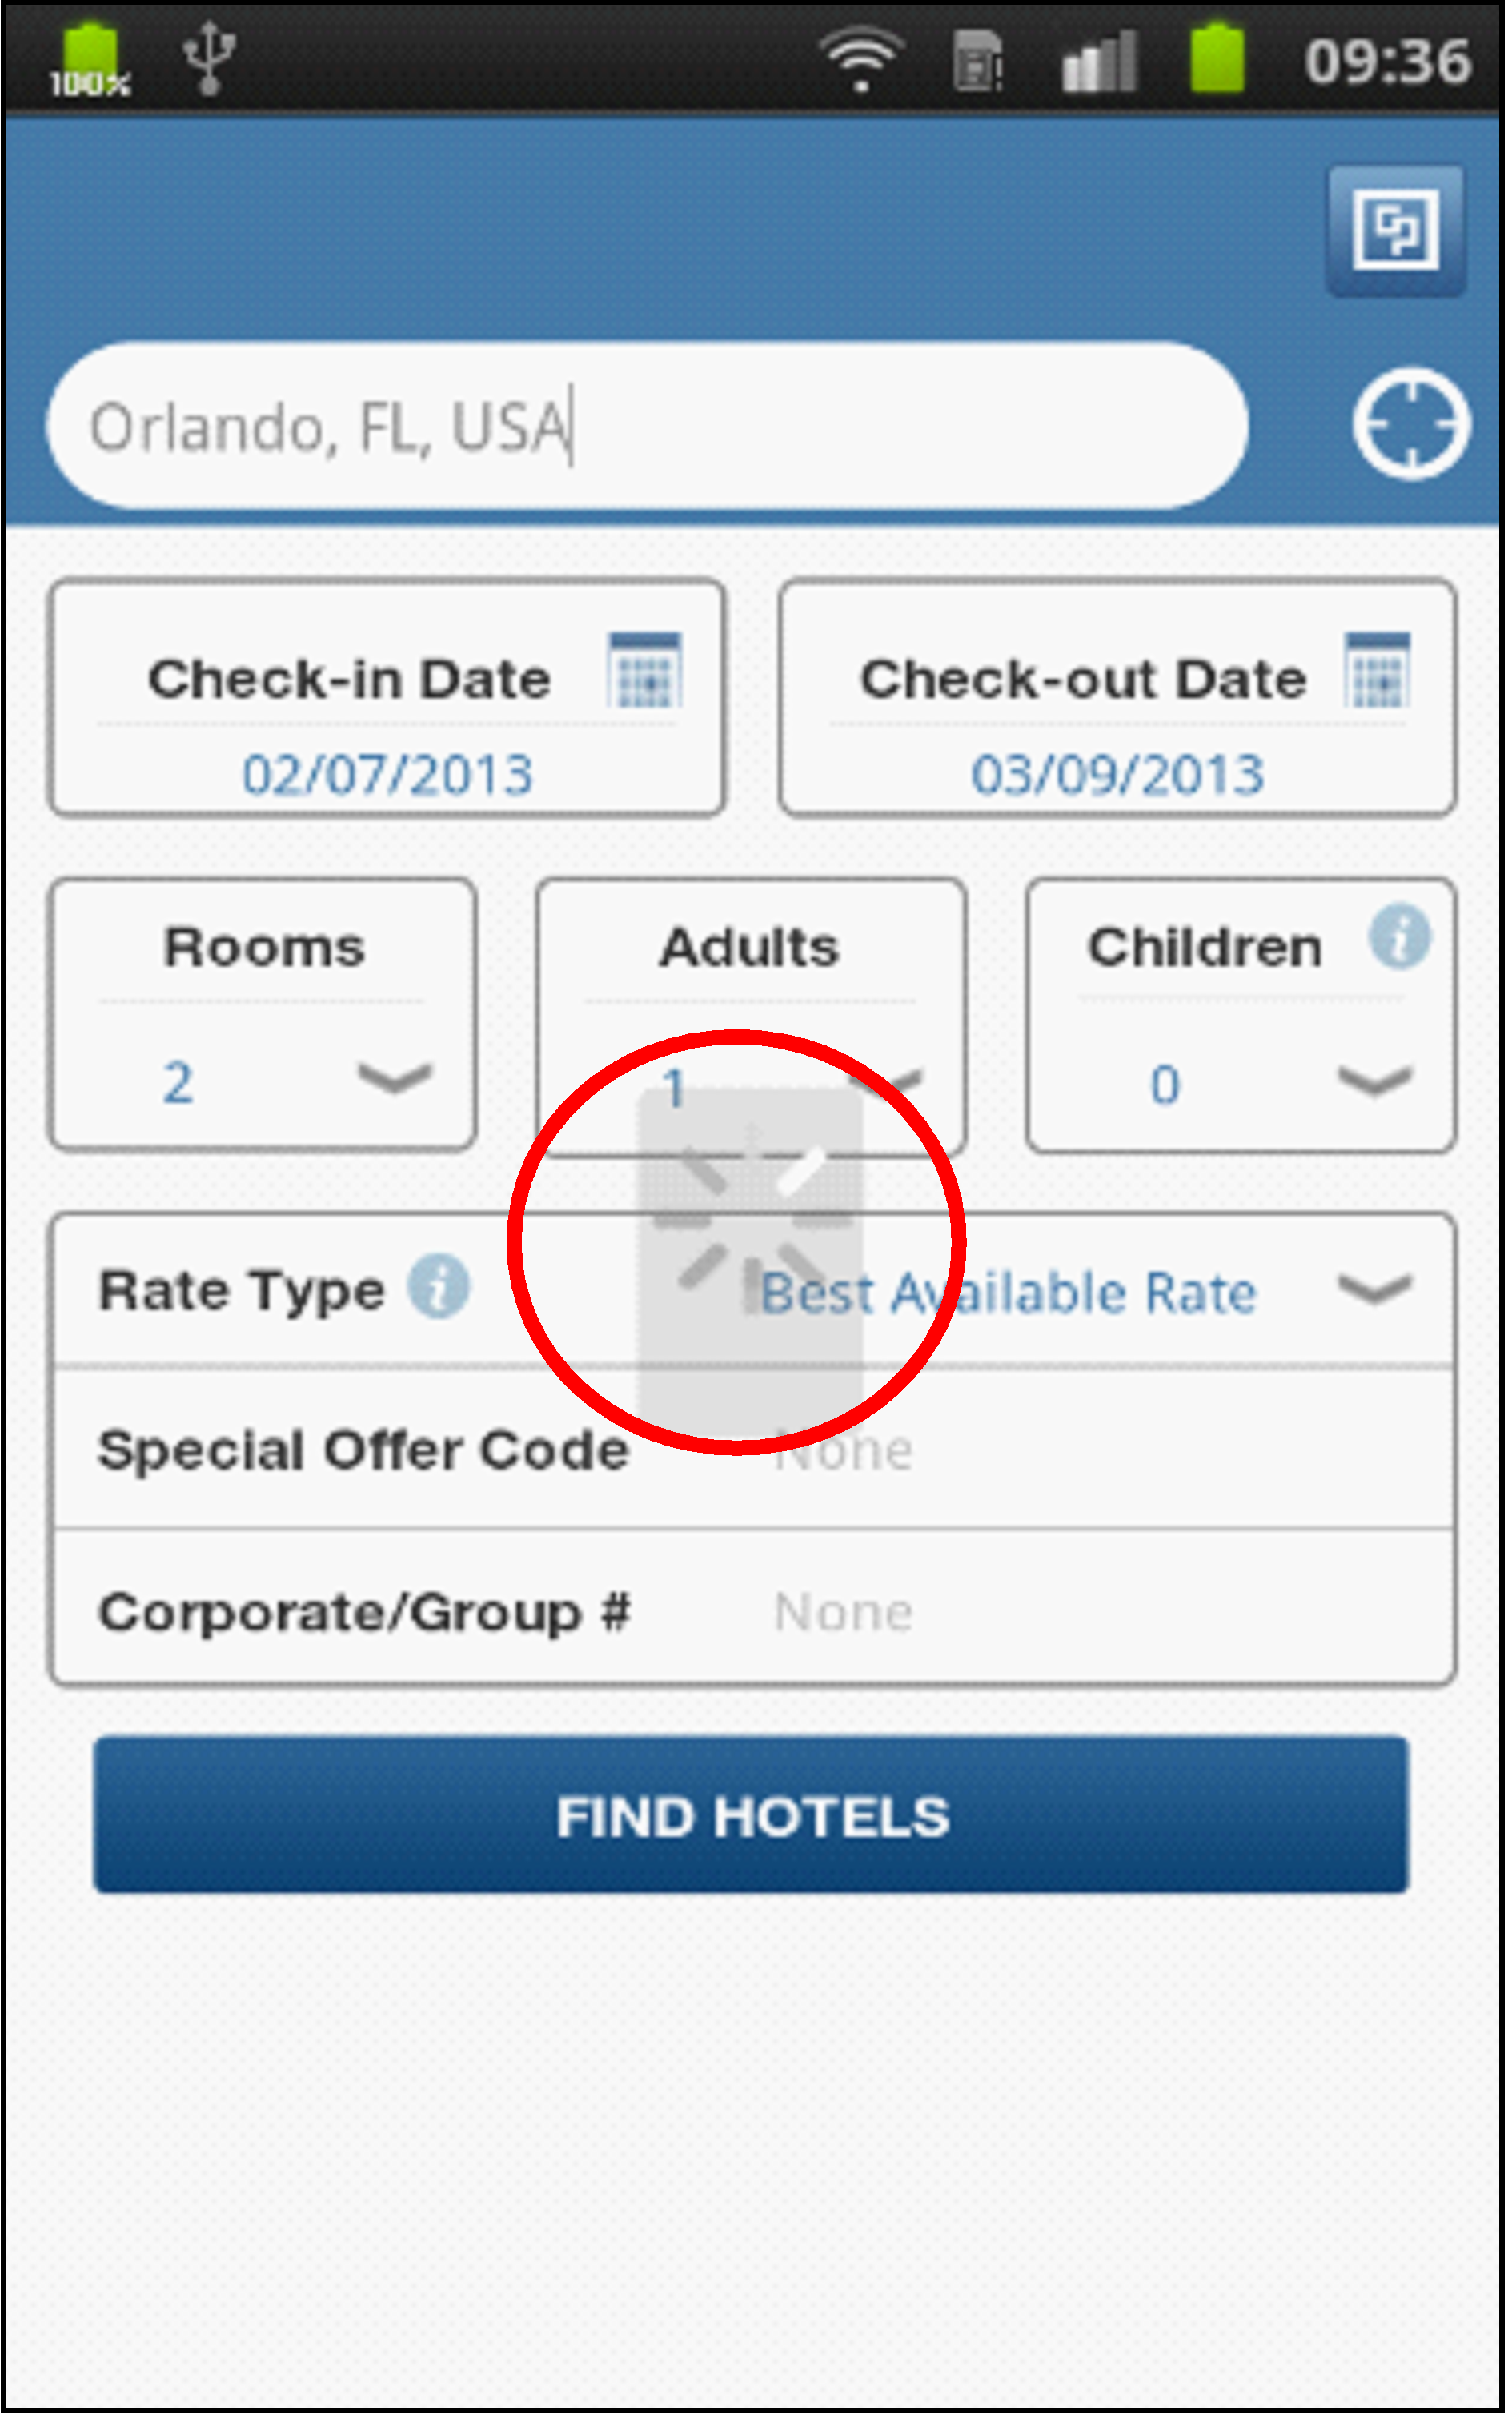 100%
09:36
Orlando, FL, USA
Check-in Date
Check-out Date
02/07/2013
03/09/2013
Rooms
Adults
Children
2
1
0
Rate Type
Best Available Rate
Special Offer Code
None
Corporate/Group #
None
FIND HOTELS